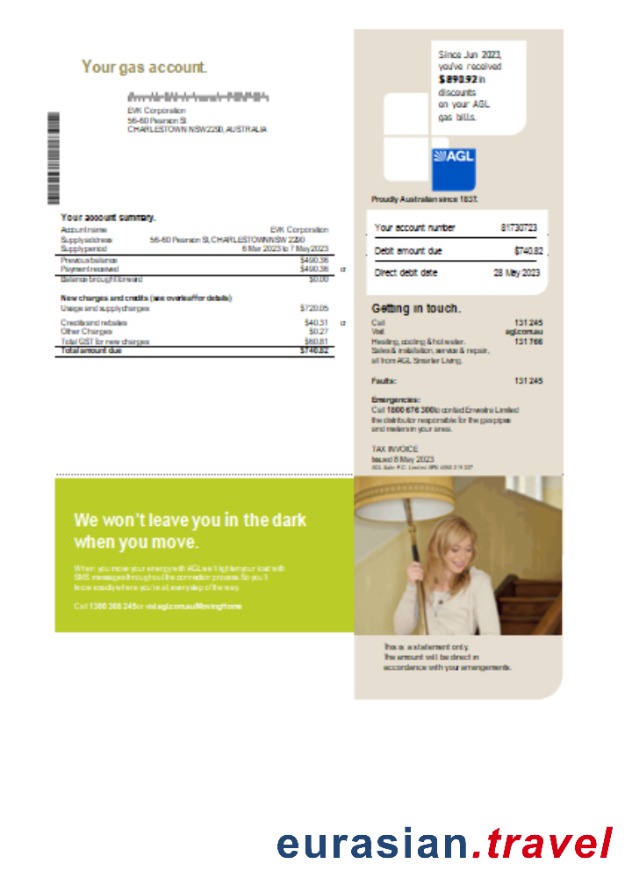 Your gas account.
EVK Corporation
56-60 Pearson St
CHARLESTOWN NSW 2290, AUSTRALIA
Your account summary.
Account name EVK Corporation
Supply address 56-60 Pearson St, CHARLESTOWN NSW 2290
Supply period 6 Mar 2023 to 7 May 2023
Previous balance $490.36
Payment received $490.36 cr
Balance brought forward $0.00
New charges and credits (see overleaf for details)
Usage and supply charges $720.05
Credits and rebates $40.31 cr
Other Charges $0.27
Total GST for new charges $60.81
Total amount due $740.82
Since Jun 2023,
you've received
$890.92 in
discounts
on your AGL
gas bills.
AGL
Proudly Australian since 1837.
Your account number 81730723
Debit amount due $740.82
Direct debit date 28 May 2023
Getting in touch.
Call 131 245
Visit agl.com.au
Heating, cooling & hot water. 131 766
Sales & installation, service & repair,
all from AGL Smarter Living.
Faults: 131 245
Emergencies:
Call 1800 676 300 to contact Envestra Limited
the distributor responsible for the gas pipes
and meters in your area.
TAX INVOICE
Issued 8 May 2023
We won't leave you in the dark
when you move.
When you move your energy with AGL we'll lighten your load with
SMS messages throughout the connection process. So you'll
know exactly where you're at, every step of the way.
Call 1300 366 245 or visit agl.com.au/MovingHome
This is a statement only.
The amount will be direct in
accordance with your arrangements.
eurasian.travel